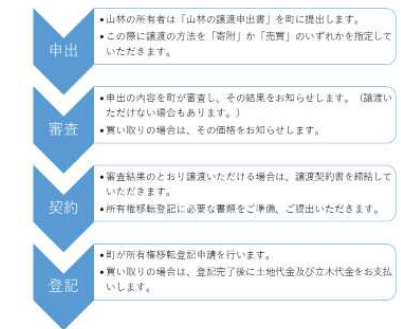 申出
•山林の所有者は「山林の譲渡申出書」を町に提出します。
•この際に譲渡の方法を「寄附」か「売買」のいずれかを指定して
いただきます。
審査
•申出の内容を町が審査し、その結果をお知らせします。（譲渡い
ただけない場合もあります。）
•買い取りの場合は、その価格をお知らせします。
契約
•審査結果のとおり譲渡いただける場合は、譲渡契約書を締結して
いただきます。
•所有権移転登記に必要な書類をご準備、ご提出いただきます。
登記
•町が所有権移転登記申請を行います。
•買い取りの場合は、登記完了後に土地代金及び立木代金をお支払
いします。